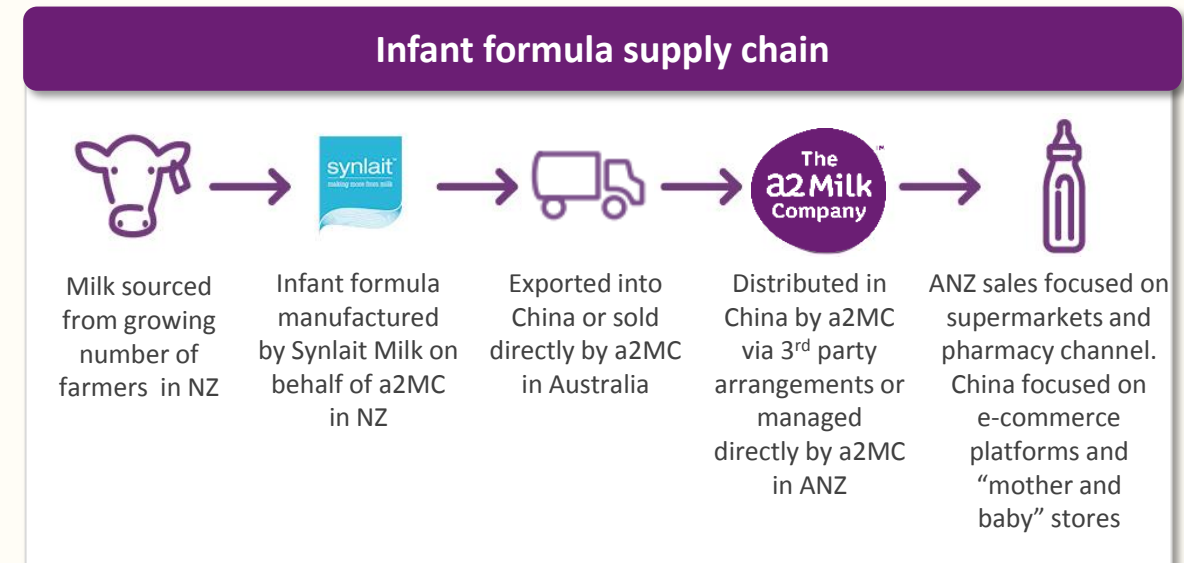 Infant formula supply chain
synlait
making more from milk
The
a2 Milk
Company
™
Milk sourced
from growing
number of
farmers in NZ
Infant formula
manufactured
by Synlait Milk on
behalf of a2MC
in NZ
Exported into
China or sold
directly by a2MC
in Australia
Distributed in
China by a2MC
via 3rd party
arrangements or
managed
directly by a2MC
in ANZ
ANZ sales focused on
supermarkets and
pharmacy channel.
China focused on
e-commerce
platforms and
“mother and
baby” stores